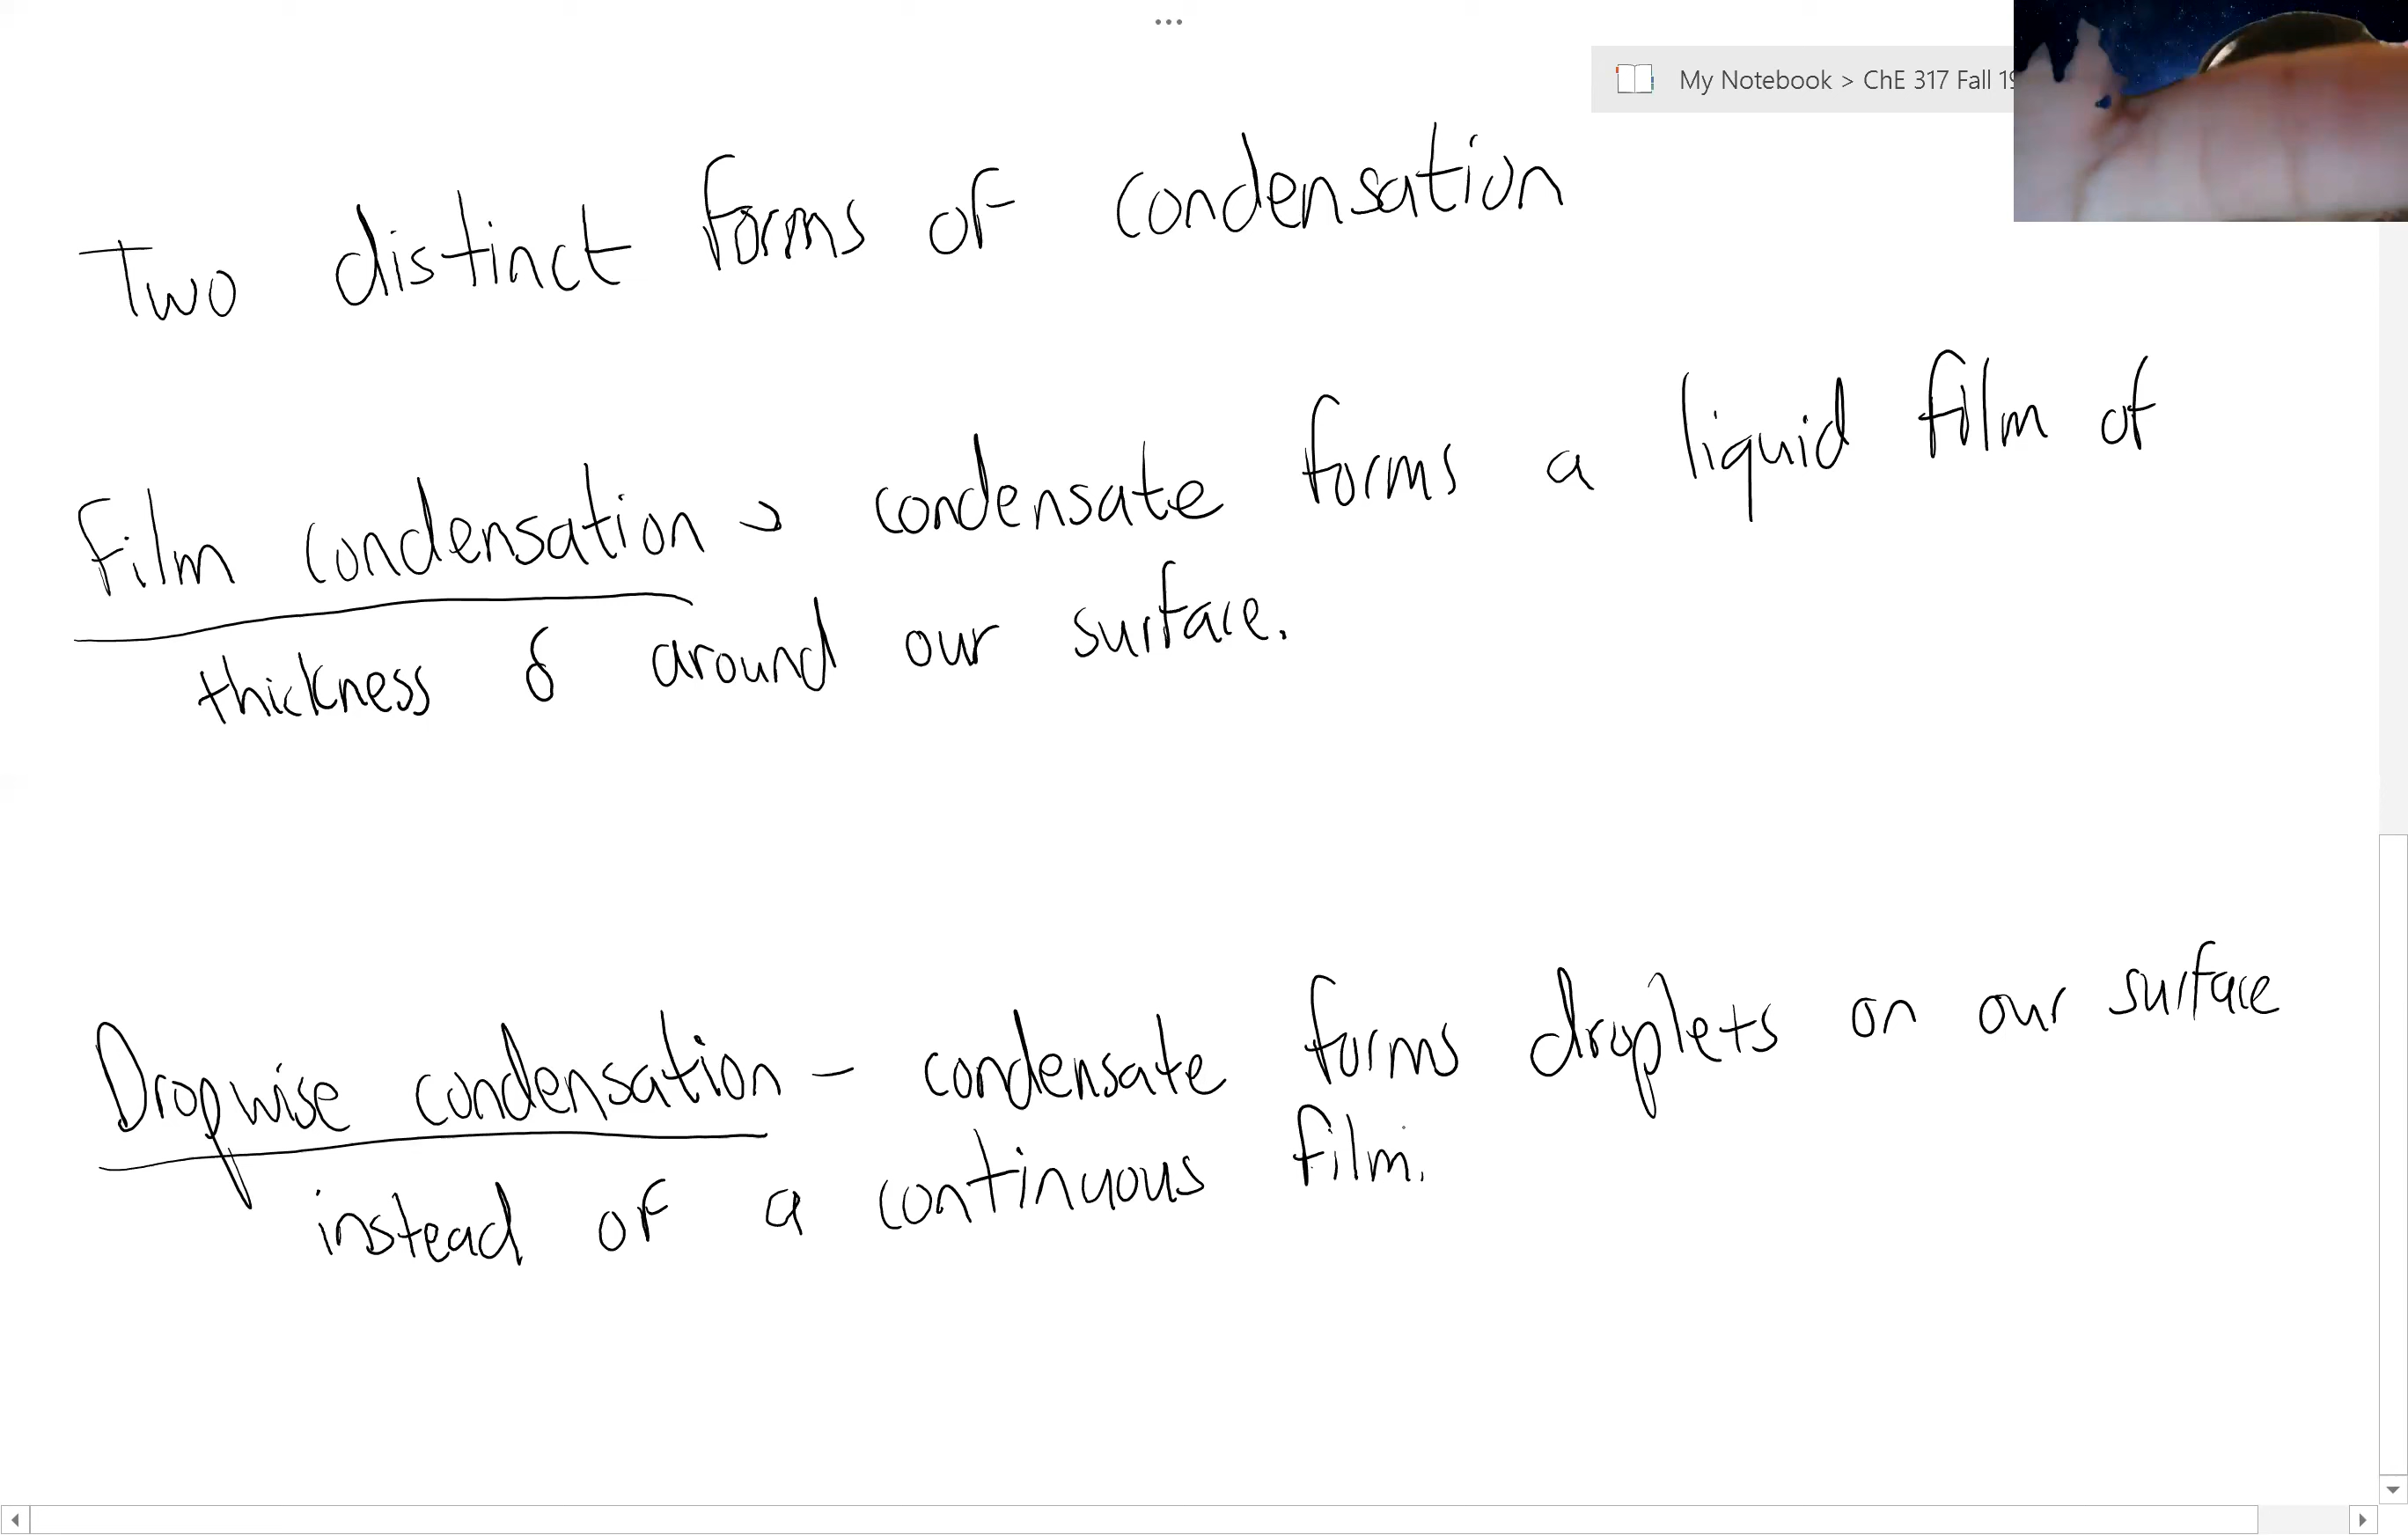 My Notebook > ChE 317 Fall 19
Two distinct forms of condensation
Film condensation → condensate forms a liquid film of
thickness δ around our surface.
Dropwise condensation – condensate forms droplets on our surface
instead of a continuous film.